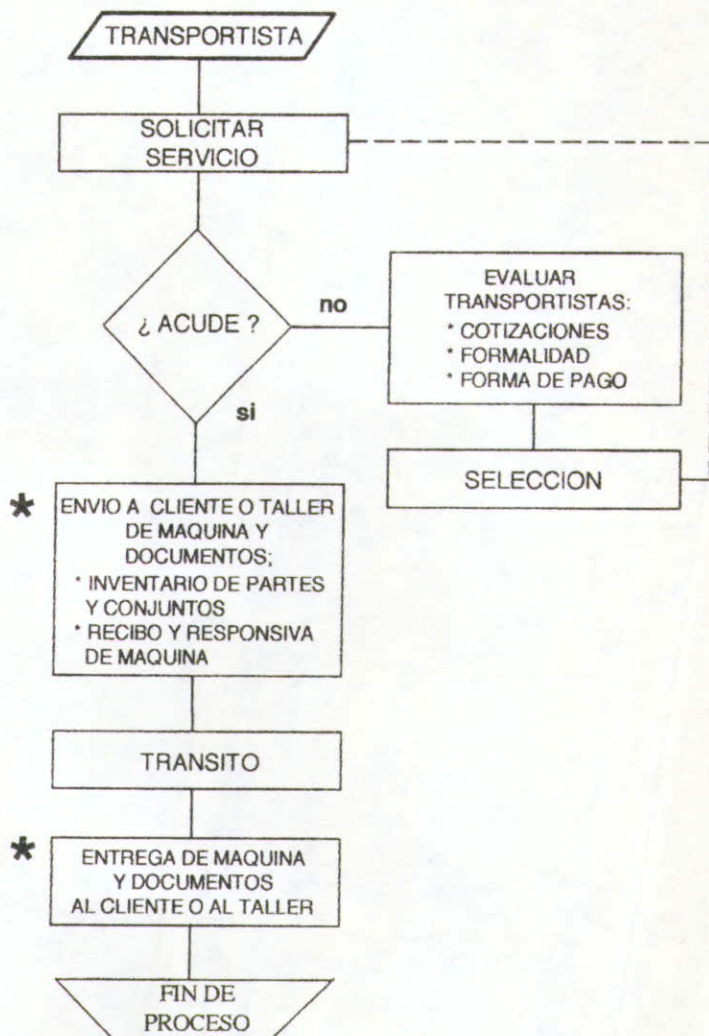 TRANSPORTISTA
SOLICITAR
SERVICIO
¿ ACUDE ?
no
si
EVALUAR
TRANSPORTISTAS:
* COTIZACIONES
* FORMALIDAD
* FORMA DE PAGO
SELECCION
* ENVIO A CLIENTE O TALLER
DE MAQUINA Y
DOCUMENTOS;
* INVENTARIO DE PARTES
Y CONJUNTOS
* RECIBO Y RESPONSIVA
DE MAQUINA
TRANSITO
* ENTREGA DE MAQUINA
Y DOCUMENTOS
AL CLIENTE O AL TALLER
FIN DE
PROCESO